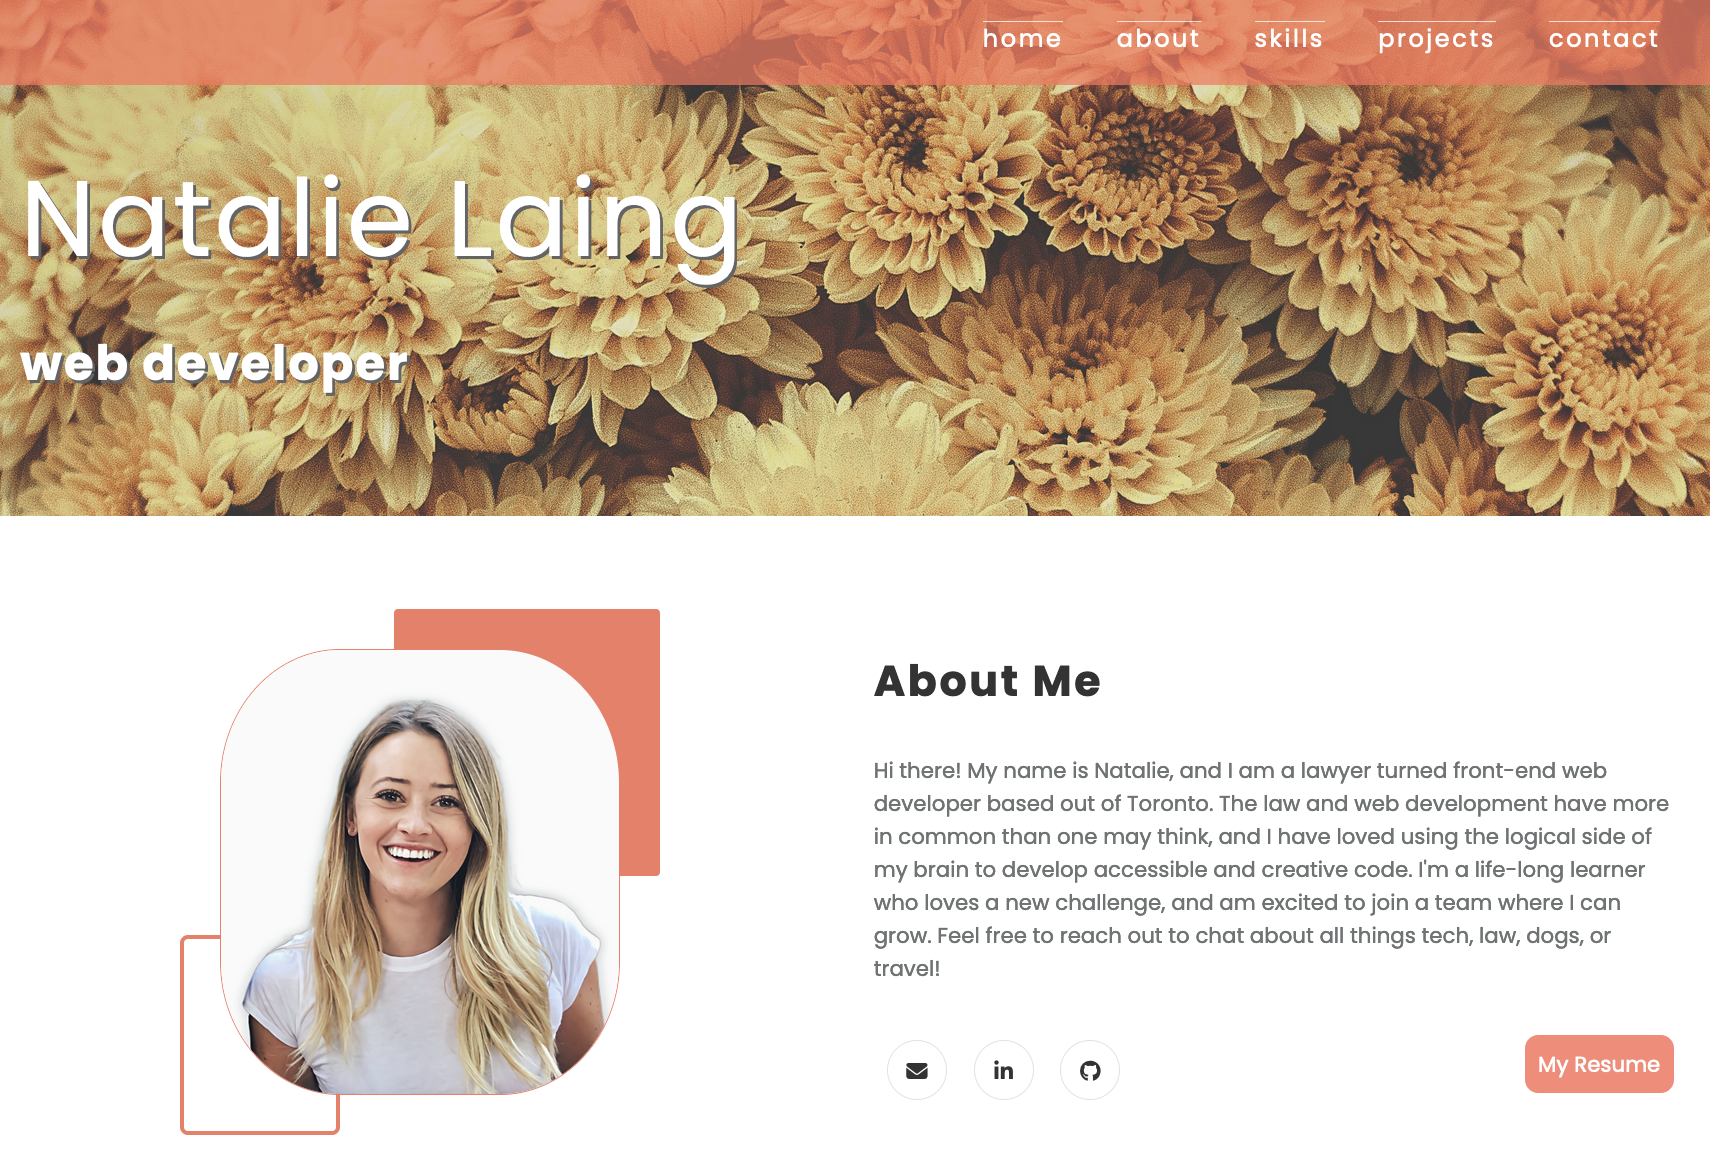 home about skills projects contact
Natalie Laing
web developer
About Me
Hi there! My name is Natalie, and I am a lawyer turned front-end web
developer based out of Toronto. The law and web development have more
in common than one may think, and I have loved using the logical side of
my brain to develop accessible and creative code. I'm a life-long learner
who loves a new challenge, and am excited to join a team where I can
grow. Feel free to reach out to chat about all things tech, law, dogs, or
travel!
in
My Resume